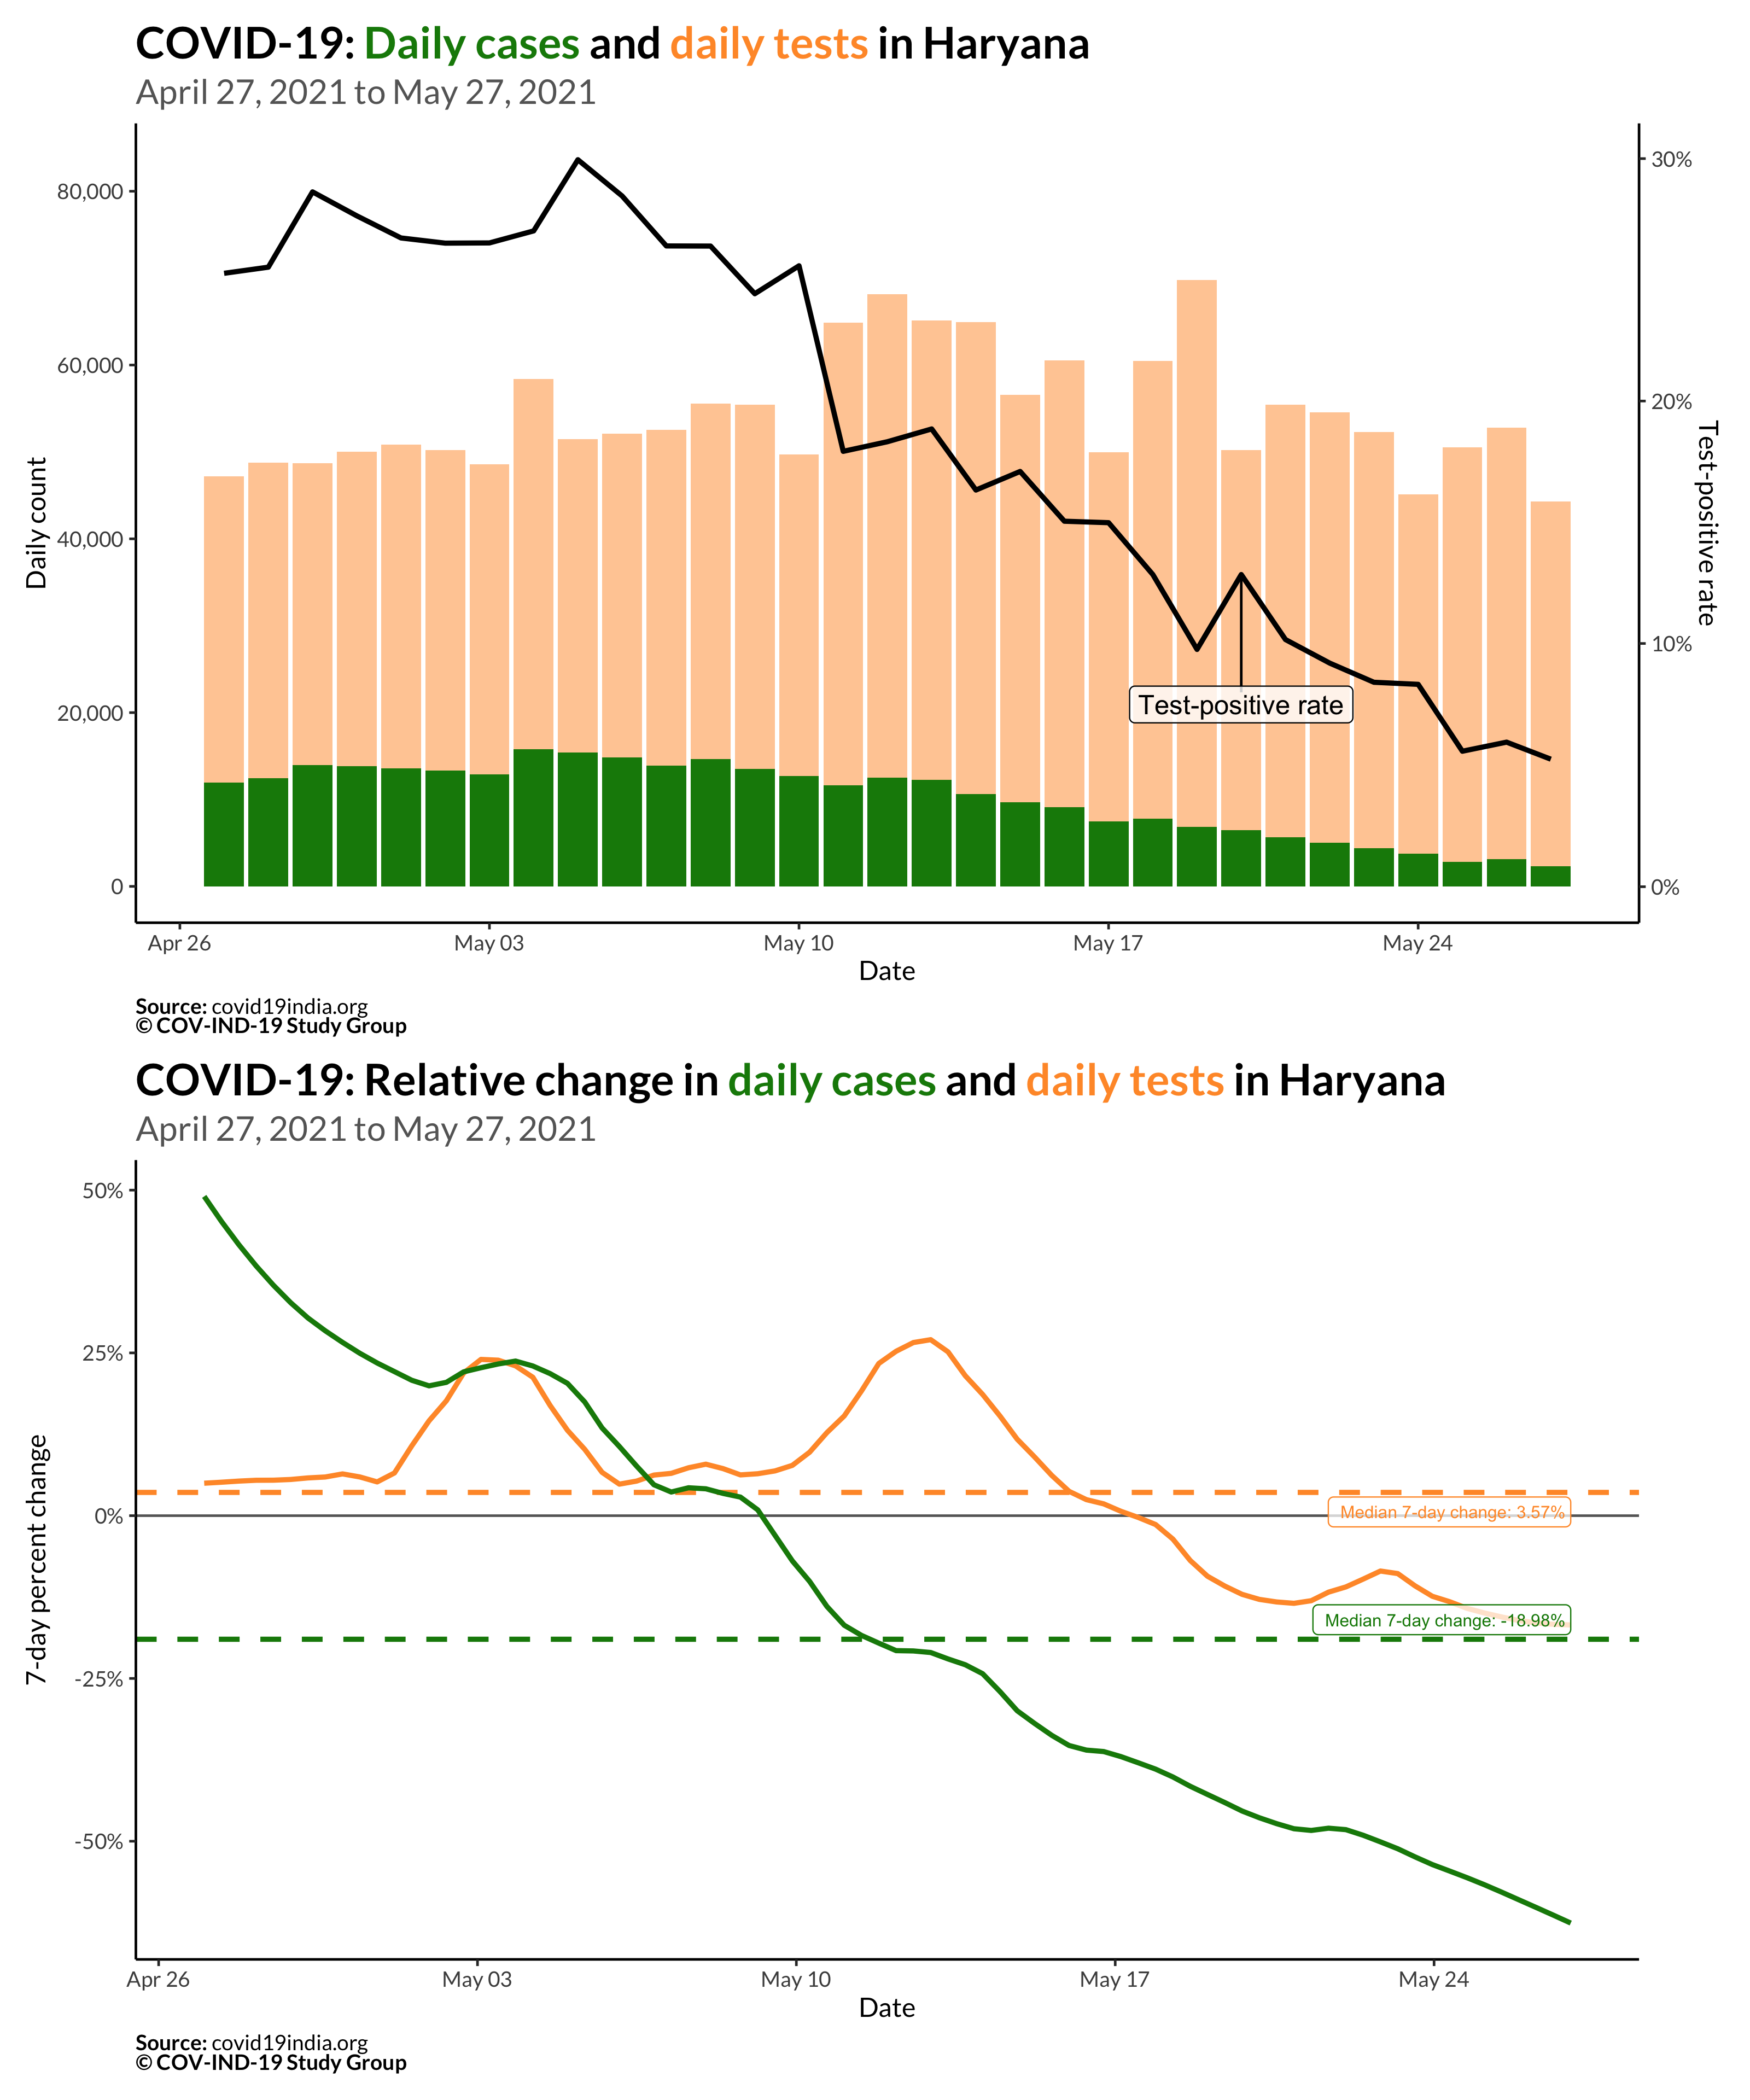 COVID-19: Daily cases and daily tests in Haryana
April 27, 2021 to May 27, 2021
30%
80,000
60,000
20%
Daily count
Test-positive rate
40,000
10%
20,000
Test-positive rate
0
0%
Apr 26
May 03
May 10
May 17
May 24
Date
Source: covid19india.org
© COV-IND-19 Study Group
COVID-19: Relative change in daily cases and daily tests in Haryana
April 27, 2021 to May 27, 2021
50%
25%
7-day percent change
0%
Median 7-day change: 3.57%
Median 7-day change: -18.98%
-25%
-50%
Apr 26
May 03
May 10
May 17
May 24
Date
Source: covid19india.org
© COV-IND-19 Study Group